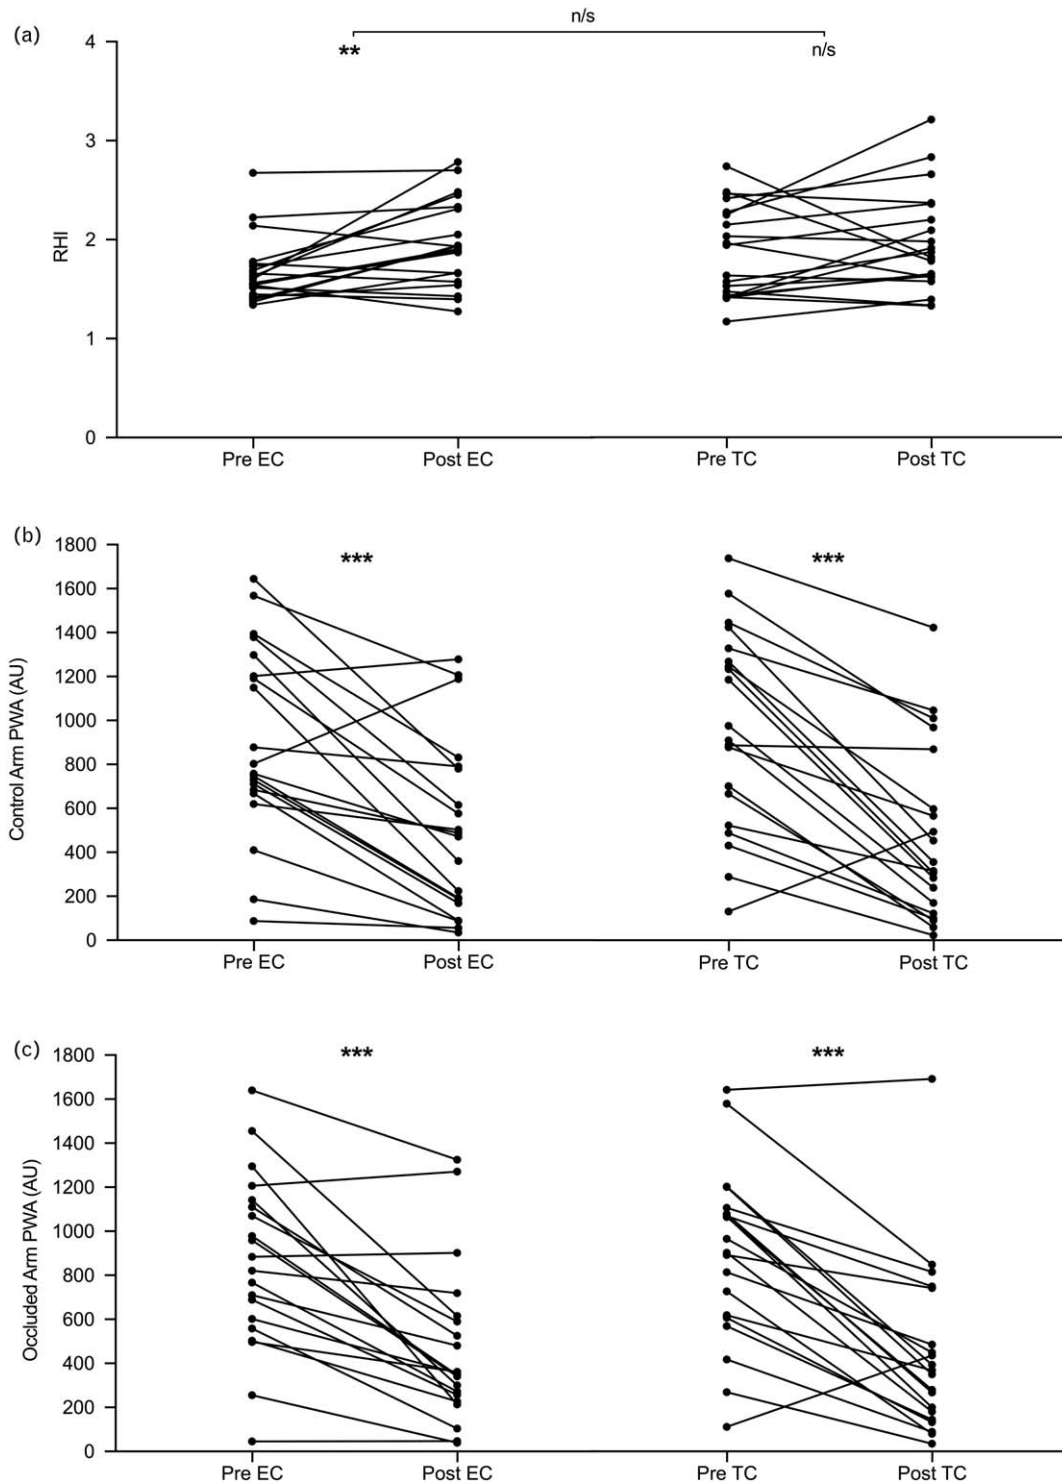 n/s
(a)
** n/s
4
3
2
1
0
RHI
Pre EC Post EC Pre TC Post TC
(b)
*** ***
1800
1600
1400
1200
1000
800
600
400
200
0
Control Arm PWA (AU)
Pre EC Post EC Pre TC Post TC
(c)
*** ***
1800
1600
1400
1200
1000
800
600
400
200
0
Occluded Arm PWA (AU)
Pre EC Post EC Pre TC Post TC